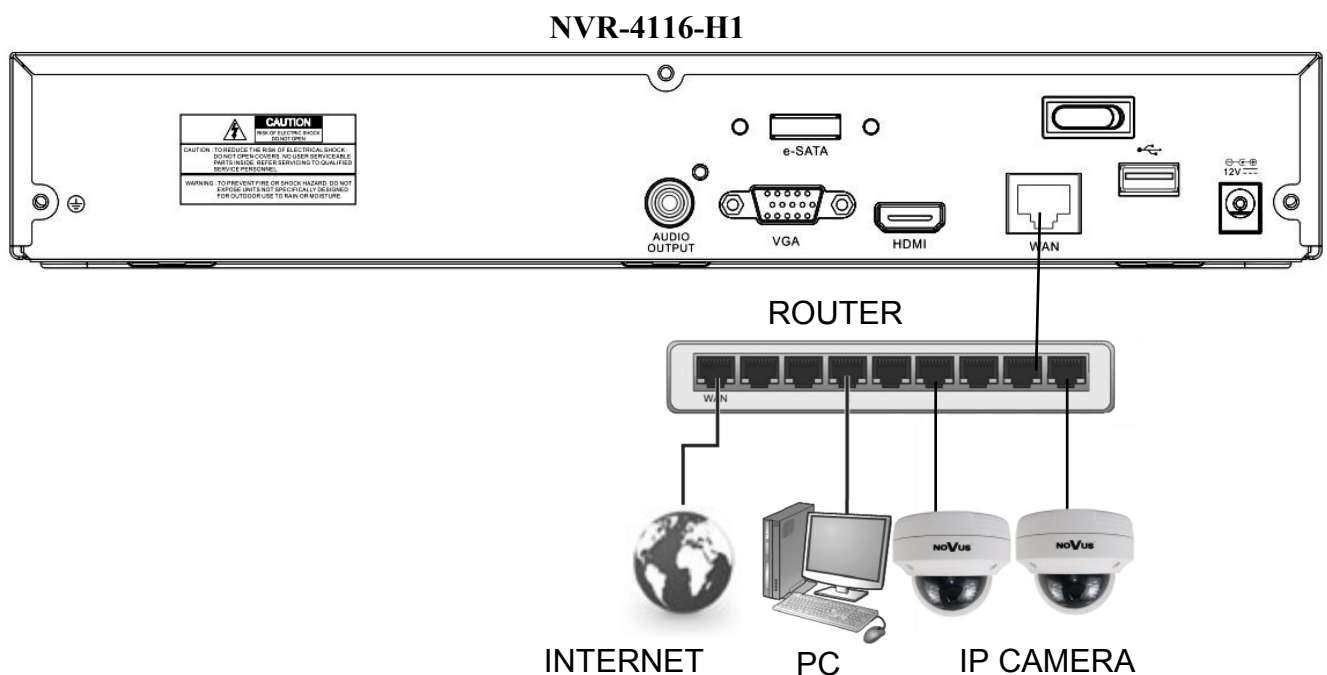 NVR-4116-H1
CAUTION
RISK OF ELECTRIC SHOCK
DO NOT OPEN
CAUTION : TO REDUCE THE RISK OF ELECTRICAL SHOCK
DO NOT OPEN COVERS. NO USER SERVICEABLE
PARTS INSIDE. REFER SERVICING TO QUALIFIED
SERVICE PERSONNEL.
WARNING : TO PREVENT FIRE OR SHOCK HAZARD. DO NOT
EXPOSE UNITS NOT SPECIFICALLY DESIGNED
FOR OUTDOOR USE TO RAIN OR MOISTURE.
e-SATA
12V
AUDIO
OUTPUT
VGA
HDMI
WAN
ROUTER
WAN
NOVUS
NOVUS
INTERNET
PC
IP CAMERA